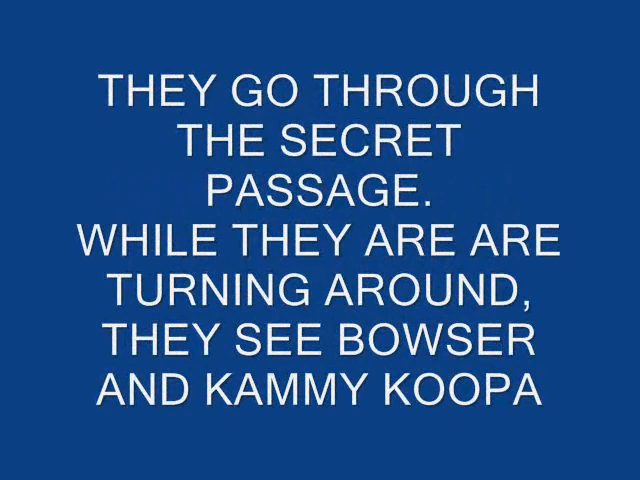 THEY GO THROUGH
THE SECRET
PASSAGE.
WHILE THEY ARE ARE
TURNING AROUND,
THEY SEE BOWSER
AND KAMMY KOOPA